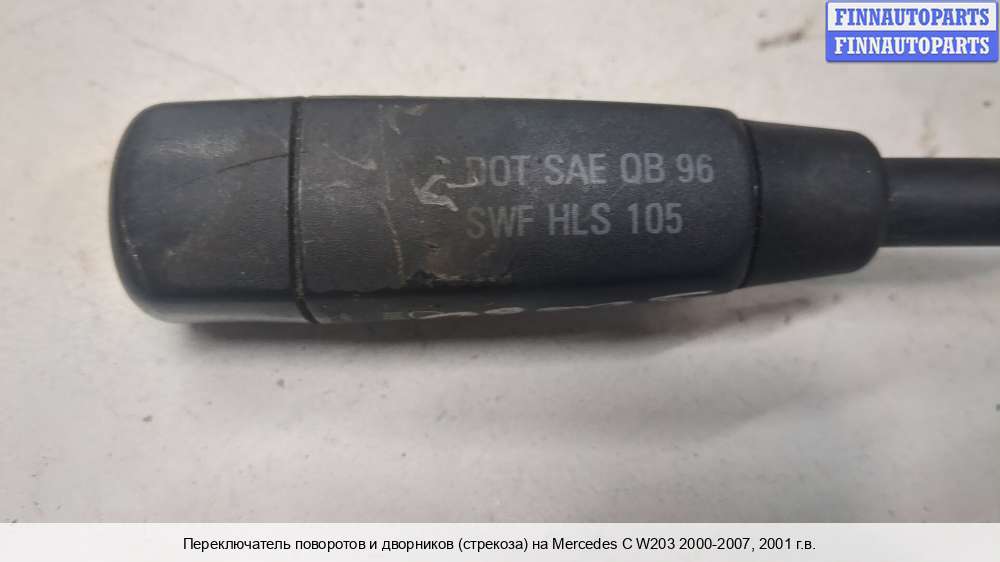 FINNAUTOPARTS
FINNAUTOPARTS
DOT SAE QB 96
SWF HLS 105
Переключатель поворотов и дворников (стрекоза) на Mercedes C W203 2000-2007, 2001 г.в.